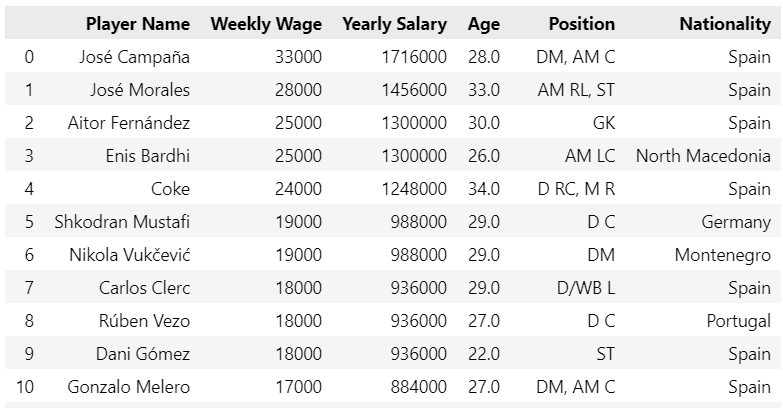 Player Name Weekly Wage Yearly Salary Age Position Nationality
0 José Campaña 33000 1716000 28.0 DM, AM C Spain
1 José Morales 28000 1456000 33.0 AM RL, ST Spain
2 Aitor Fernández 25000 1300000 30.0 GK Spain
3 Enis Bardhi 25000 1300000 26.0 AM LC North Macedonia
4 Coke 24000 1248000 34.0 D RC, M R Spain
5 Shkodran Mustafi 19000 988000 29.0 D C Germany
6 Nikola Vukčević 19000 988000 29.0 DM Montenegro
7 Carlos Clerc 18000 936000 29.0 D/WB L Spain
8 Rúben Vezo 18000 936000 27.0 D C Portugal
9 Dani Gómez 18000 936000 22.0 ST Spain
10 Gonzalo Melero 17000 884000 27.0 DM, AM C Spain